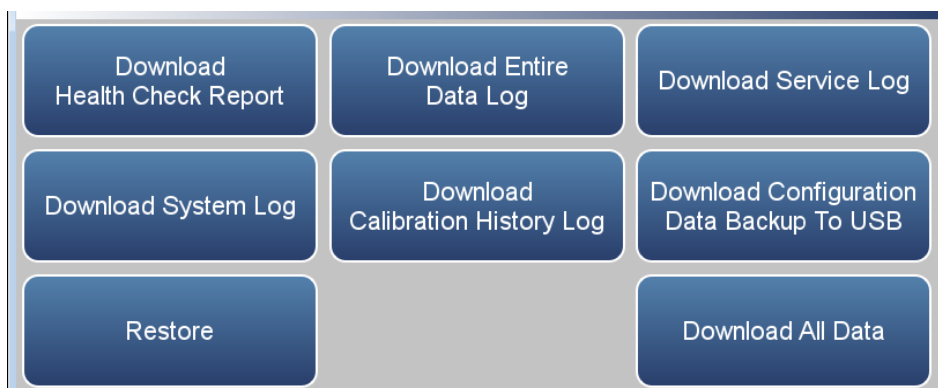 Download
Health Check Report
Download Entire
Data Log
Download Service Log
Download System Log
Download
Calibration History Log
Download Configuration
Data Backup To USB
Restore
Download All Data